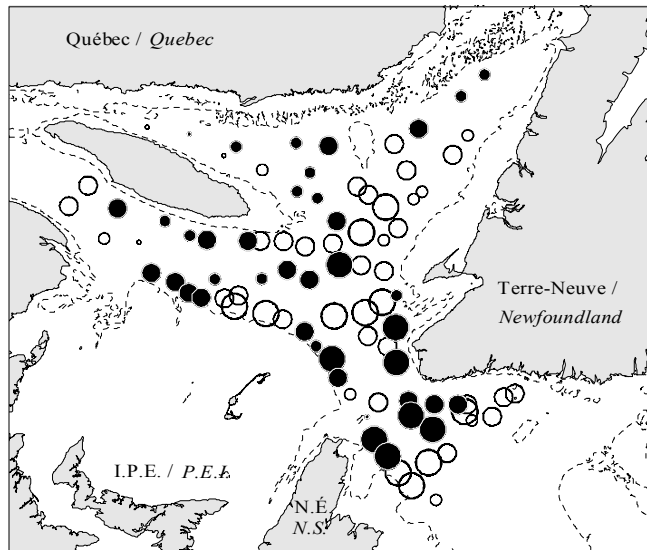 Québec / Quebec
Terre-Neuve /
Newfoundland
I.P.E. / P.E.I.
N.É
N.S.